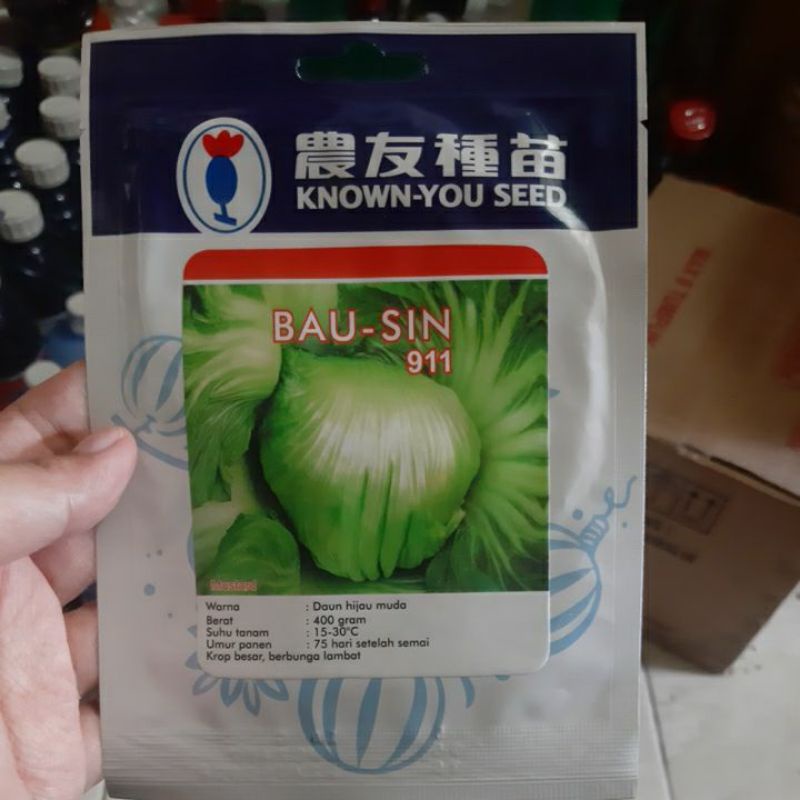 農友種苗
KNOWN-YOU SEED
BAU-SIN
911
Mustard
Warna : Daun hijau muda
Berat : 400 gram
Suhu tanam : 15-30°C
Umur panen : 75 hari setelah semai
Krop besar, berbunga lambat